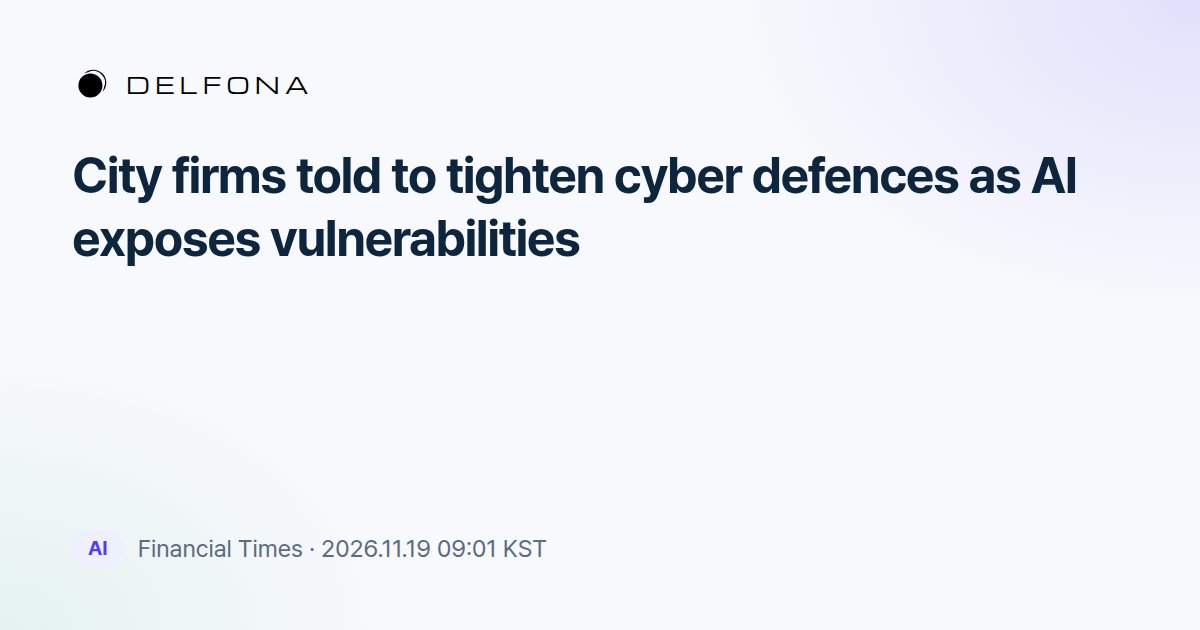 DELFONA
City firms told to tighten cyber defences as AI
exposes vulnerabilities
AI Financial Times · 2026.11.19 09:01 KST